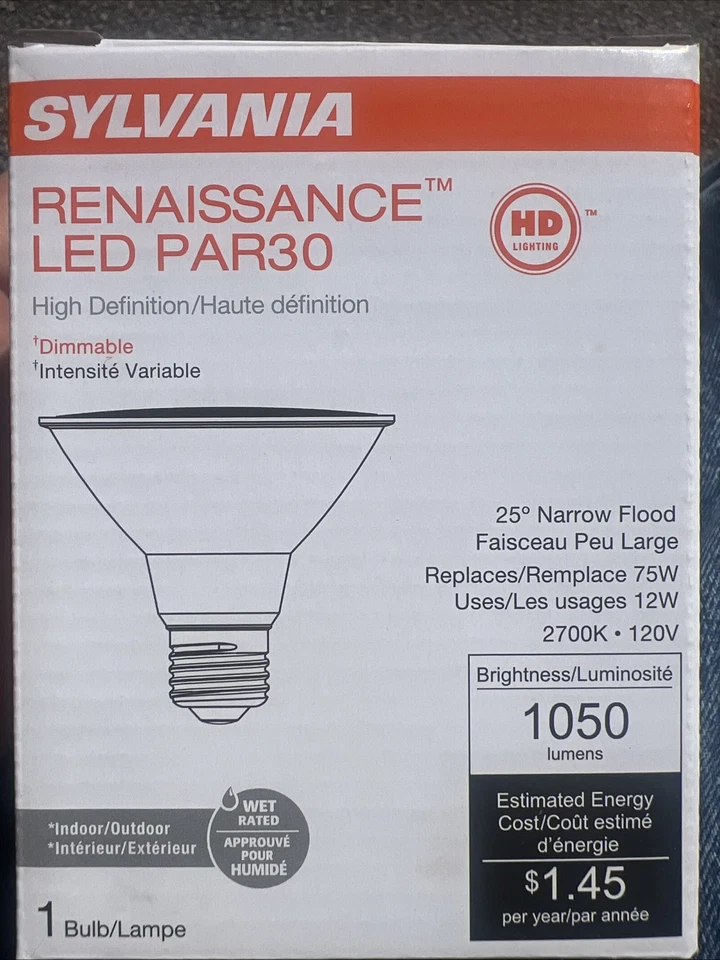 SYLVANIA
RENAISSANCE™
LED PAR30
HD™
LIGHTING
High Definition/Haute définition
†Dimmable
†Intensité Variable
25º Narrow Flood
Faisceau Peu Large
Replaces/Remplace 75W
Uses/Les usages 12W
2700K • 120V
Brightness/Luminosité
1050
lumens
Estimated Energy
Cost/Coût estimé
d'énergie
$1.45
per year/par année
*Indoor/Outdoor
*Intérieur/Extérieur
WET
RATED
APPROUVÉ
POUR
HUMIDÉ
1 Bulb/Lampe